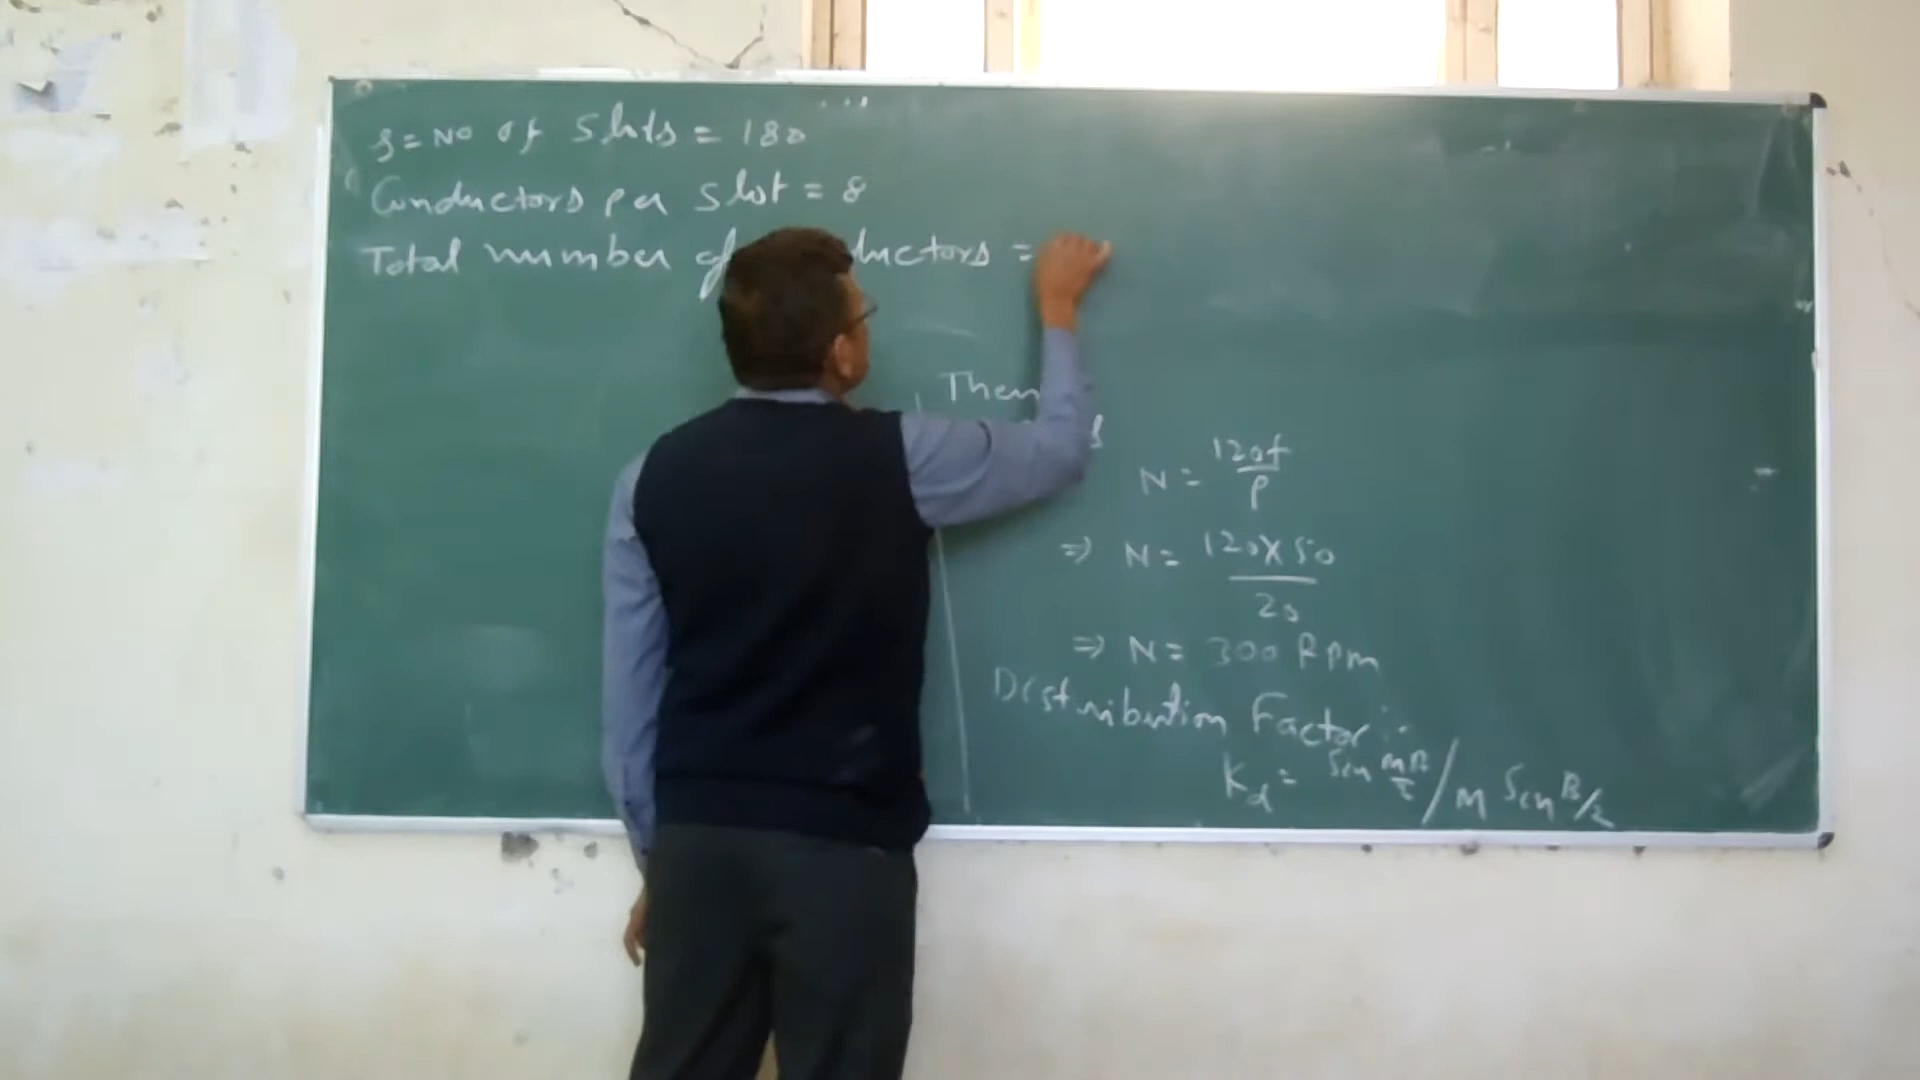 S = No of Slots = 180
Conductors per slot = 8
Total number of ductors =
Then
N = 120f/P
⇒ N = 120 X 50 / 20
⇒ N = 300 Rpm
Distribution Factor :-
Kd = Sin mB/2 / m Sin B/2